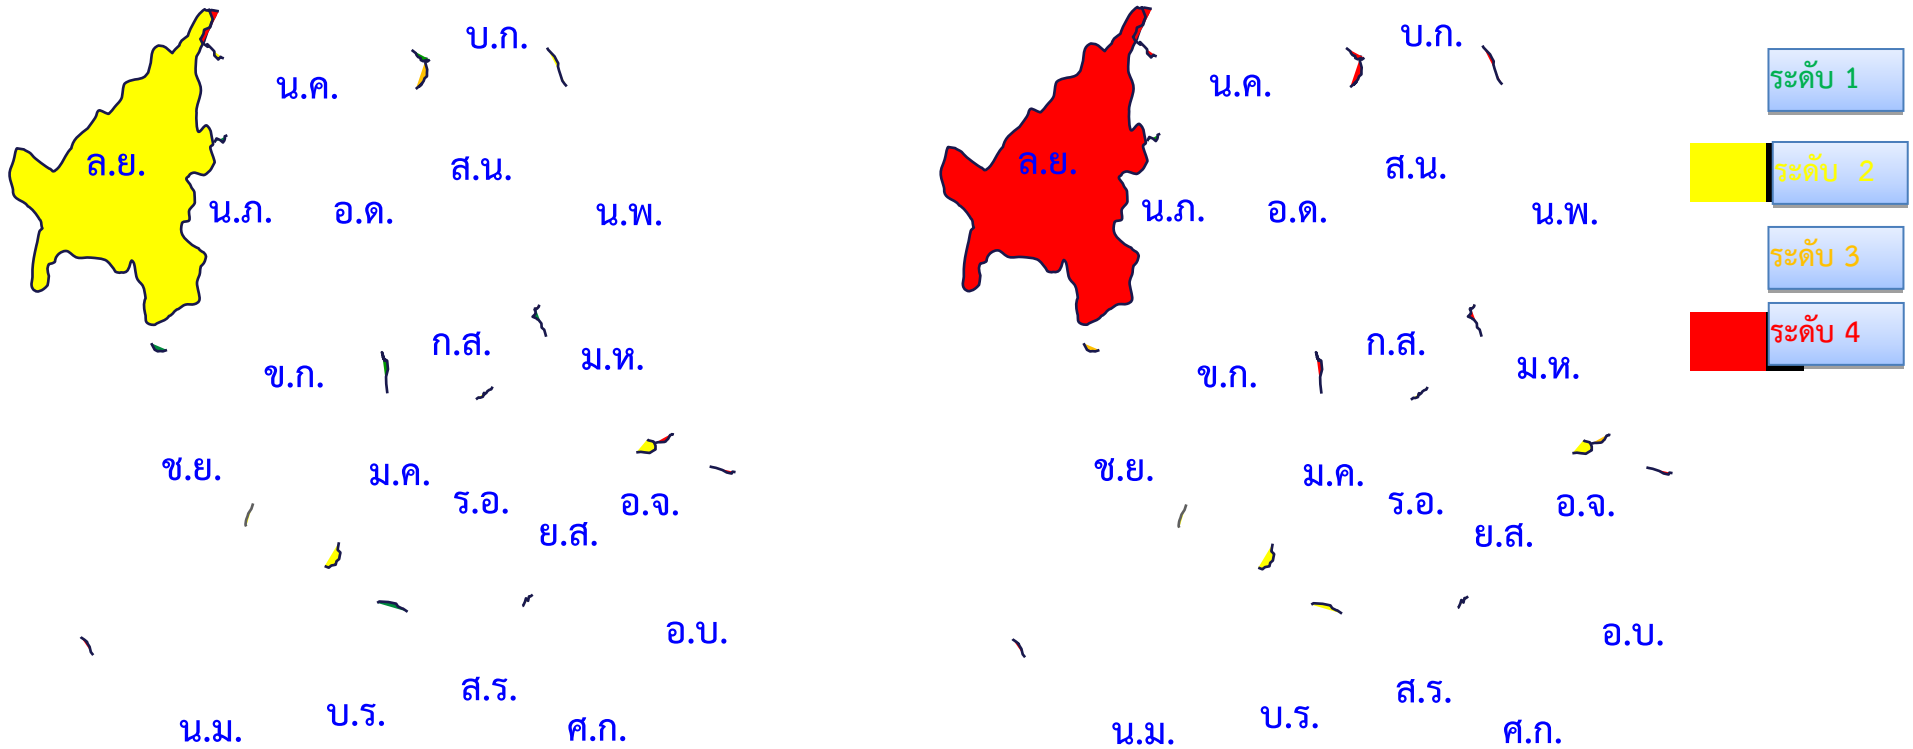 บ.ก.
น.ค.
ล.ย.
ส.น.
น.ภ.
อ.ด.
น.พ.
ก.ส.
ม.ห.
ข.ก.
ช.ย.
ม.ค.
ร.อ.
อ.จ.
ย.ส.
อ.บ.
ส.ร.
บ.ร.
น.ม.
ศ.ก.
บ.ก.
น.ค.
ล.ย.
ส.น.
น.ภ.
อ.ด.
น.พ.
ก.ส.
ม.ห.
ข.ก.
ช.ย.
ม.ค.
ร.อ.
อ.จ.
ย.ส.
อ.บ.
ส.ร.
บ.ร.
น.ม.
ศ.ก.
ระดับ 1
ระดับ 2
ระดับ 3
ระดับ 4